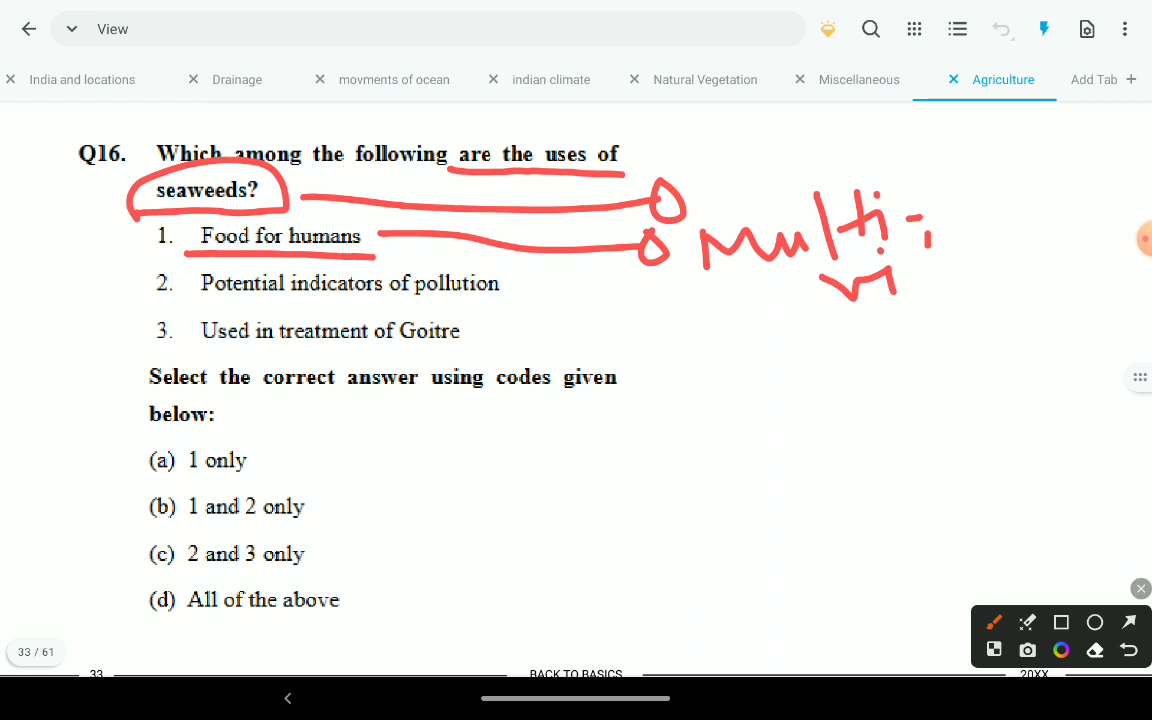 View
India and locations
Drainage
movments of ocean
indian climate
Natural Vegetation
Miscellaneous
Agriculture
Add Tab
Q16. Which among the following are the uses of
seaweeds?
1. Food for humans
Multi-
2. Potential indicators of pollution
3. Used in treatment of Goitre
Select the correct answer using codes given
below:
(a) 1 only
(b) 1 and 2 only
(c) 2 and 3 only
(d) All of the above
33 / 61
33 BACK TO BASICS 20XX